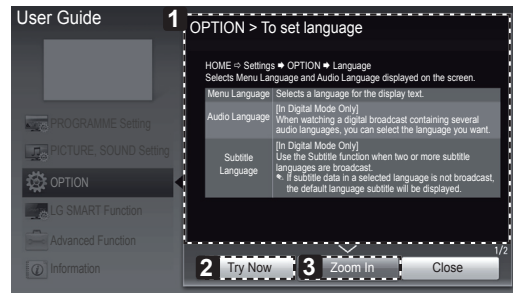 User Guide
1
OPTION > To set language
HOME ⇨ Settings ➡ OPTION ➡ Language
Selects Menu Language and Audio Language displayed on the screen.
Menu Language Selects a language for the display text.
Audio Language
[In Digital Mode Only]
When watching a digital broadcast containing several
audio languages, you can select the language you want.
Subtitle
Language
[In Digital Mode Only]
Use the Subtitle function when two or more subtitle
languages are broadcast.
If subtitle data in a selected language is not broadcast,
the default language subtitle will be displayed.
PROGRAMME Setting
PICTURE, SOUND Setting
OPTION
LG SMART Function
Advanced Function
Information
1/2
2 Try Now 3 Zoom In Close